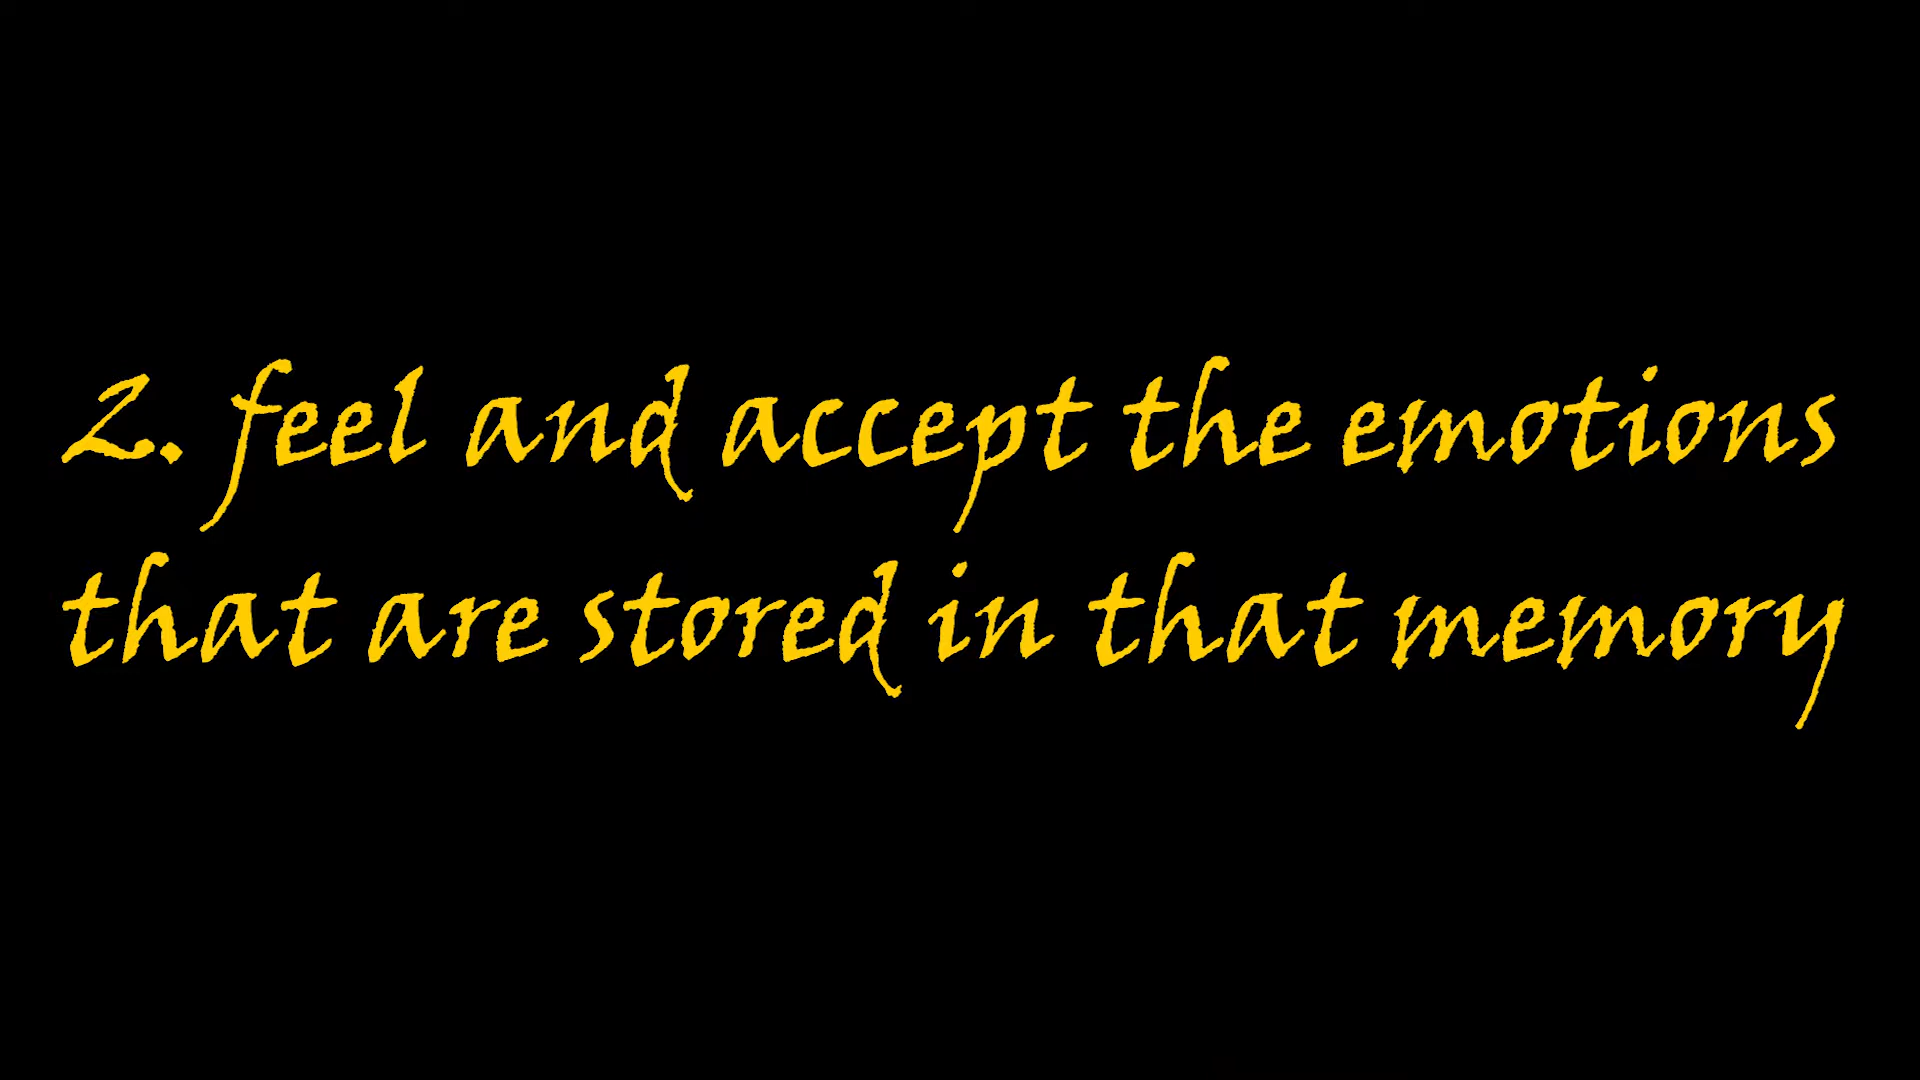 2. feel and accept the emotions
that are stored in that memory